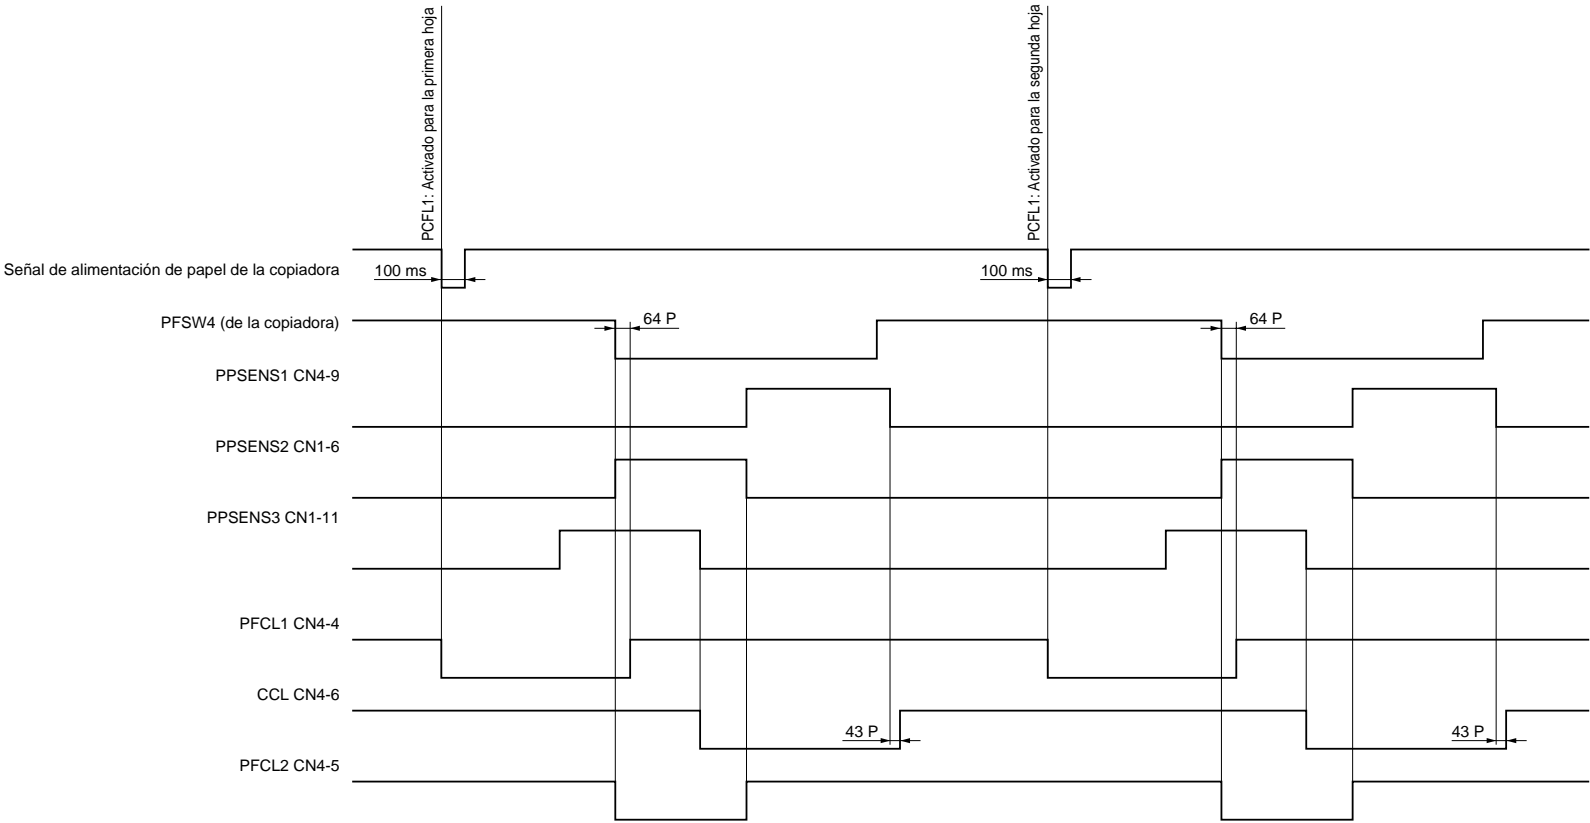 PCFL1: Activado para la primera hoja
PCFL1: Activado para la segunda hoja
Señal de alimentación de papel de la copiadora
100 ms
100 ms
PFSW4 (de la copiadora)
64 P
64 P
PPSENS1 CN4-9
PPSENS2 CN1-6
PPSENS3 CN1-11
PFCL1 CN4-4
CCL CN4-6
43 P
43 P
PFCL2 CN4-5